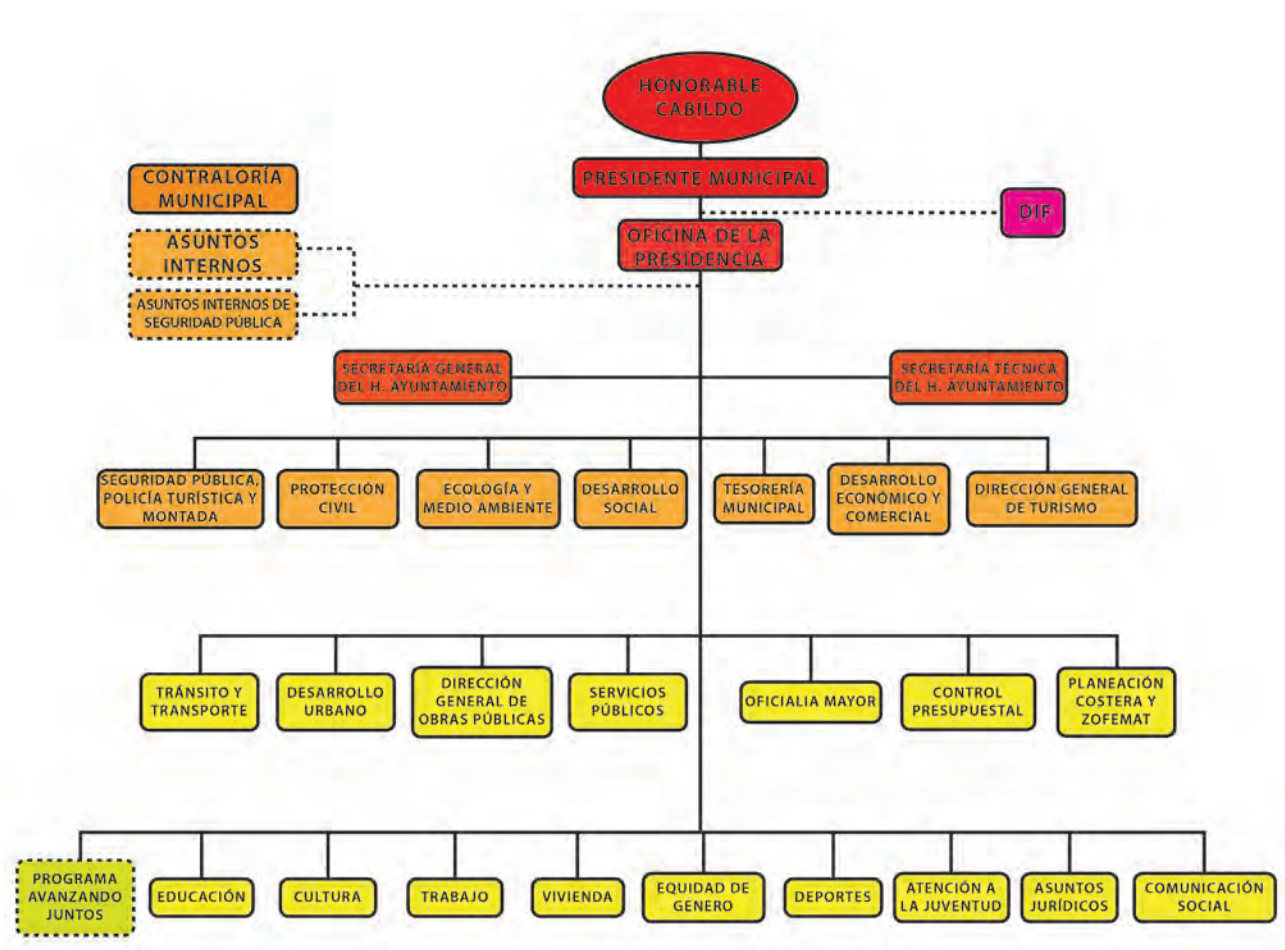 HONORABLE
CABILDO
PRESIDENTE MUNICIPAL
CONTRALORÍA
MUNICIPAL
DIF
OFICINA DE LA
PRESIDENCIA
ASUNTOS
INTERNOS
ASUNTOS INTERNOS DE
SEGURIDAD PÚBLICA
SECRETARÍA GENERAL
DEL H. AYUNTAMIENTO
SECRETARÍA TÉCNICA
DEL H. AYUNTAMIENTO
SEGURIDAD PÚBLICA,
POLICÍA TURÍSTICA Y
MONTADA
PROTECCIÓN
CIVIL
ECOLOGÍA Y
MEDIO AMBIENTE
DESARROLLO
SOCIAL
TESORERÍA
MUNICIPAL
DESARROLLO
ECONÓMICO Y
COMERCIAL
DIRECCIÓN GENERAL
DE TURISMO
TRÁNSITO Y
TRANSPORTE
DESARROLLO
URBANO
DIRECCIÓN
GENERAL DE
OBRAS PÚBLICAS
SERVICIOS
PÚBLICOS
OFICIALIA MAYOR
CONTROL
PRESUPUESTAL
PLANEACIÓN
COSTERA Y
ZOFEMAT
PROGRAMA
AVANZANDO
JUNTOS
EDUCACIÓN
CULTURA
TRABAJO
VIVIENDA
EQUIDAD DE
GENERO
DEPORTES
ATENCIÓN A
LA JUVENTUD
ASUNTOS
JURÍDICOS
COMUNICACIÓN
SOCIAL